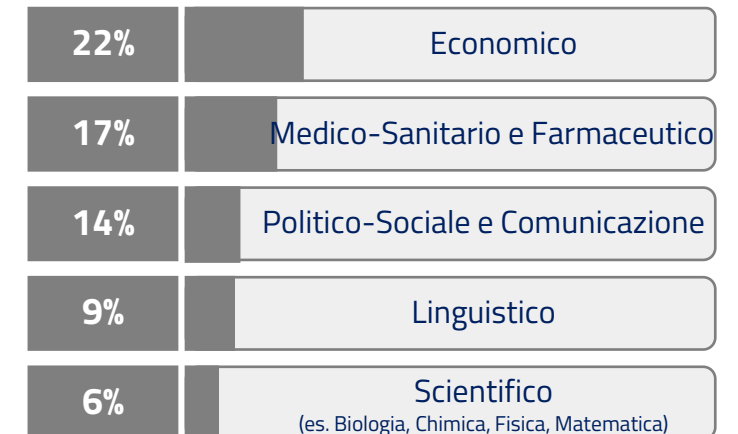 22% Economico
17% Medico-Sanitario e Farmaceutico
14% Politico-Sociale e Comunicazione
9% Linguistico
6% Scientifico
(es. Biologia, Chimica, Fisica, Matematica)